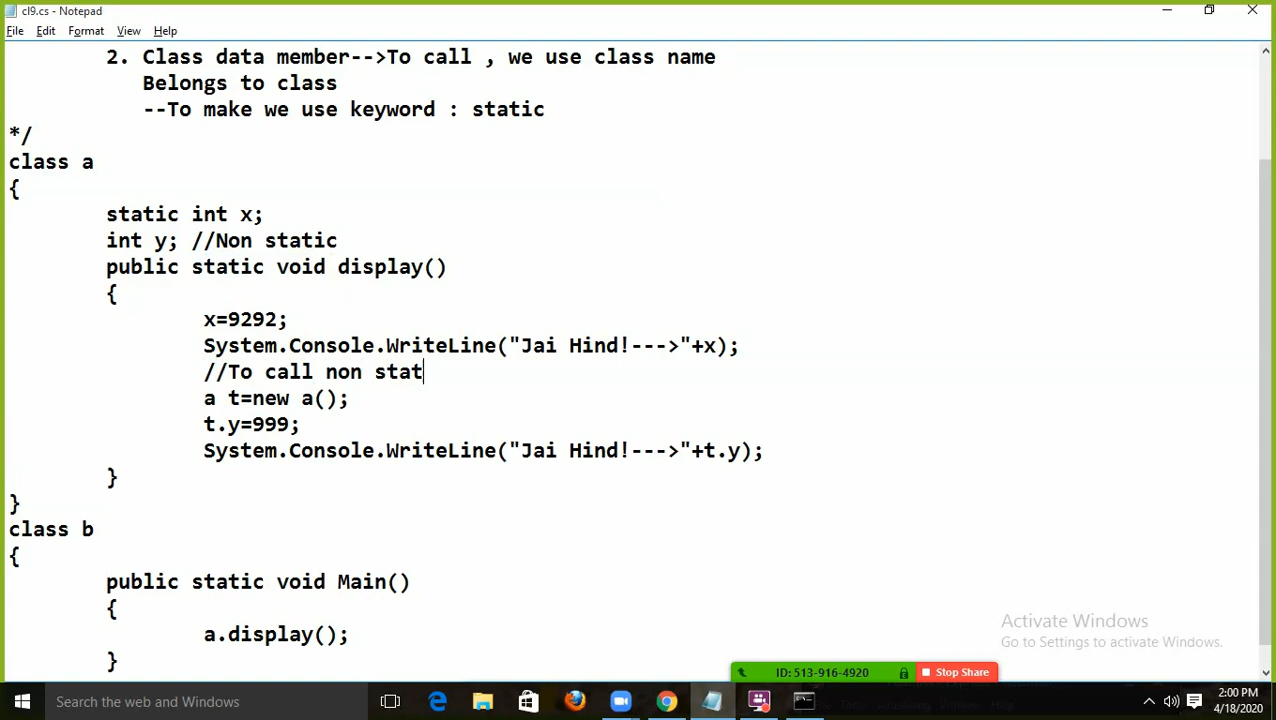 cl9.cs - Notepad
File Edit Format View Help
2. Class data member-->To call , we use class name
Belongs to class
--To make we use keyword : static
*/
class a
{
static int x;
int y; //Non static
public static void display()
{
x=9292;
System.Console.WriteLine("Jai Hind!--->"+x);
//To call non stat
a t=new a();
t.y=999;
System.Console.WriteLine("Jai Hind!--->"+t.y);
}
}
class b
{
public static void Main()
{
a.display();
}
Activate Windows
Go to Settings to activate Windows.
ID: 513-916-4920 Stop Share
Search the web and Windows
2:00 PM
4/18/2020